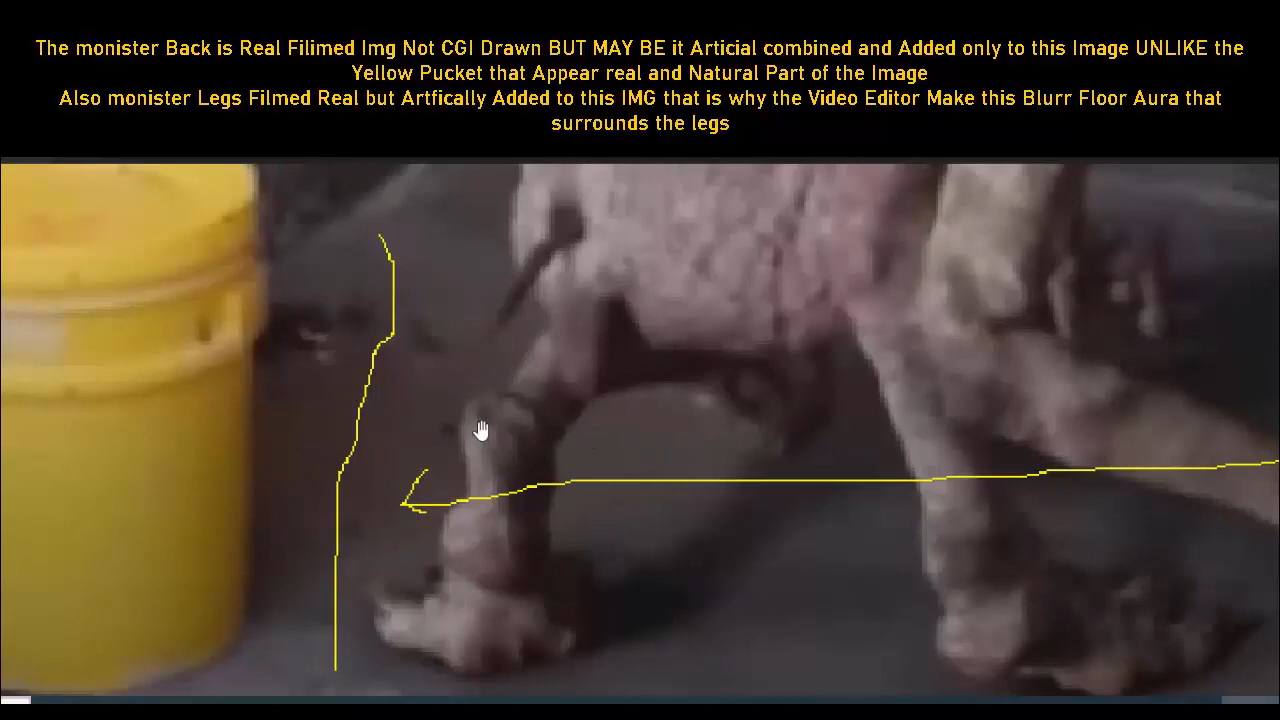 The monister Back is Real Filimed Img Not CGI Drawn BUT MAY BE it Articial combined and Added only to this Image UNLIKE the
Yellow Pucket that Appear real and Natural Part of the Image
Also monister Legs Filmed Real but Artfically Added to this IMG that is why the Video Editor Make this Blurr Floor Aura that
surrounds the legs